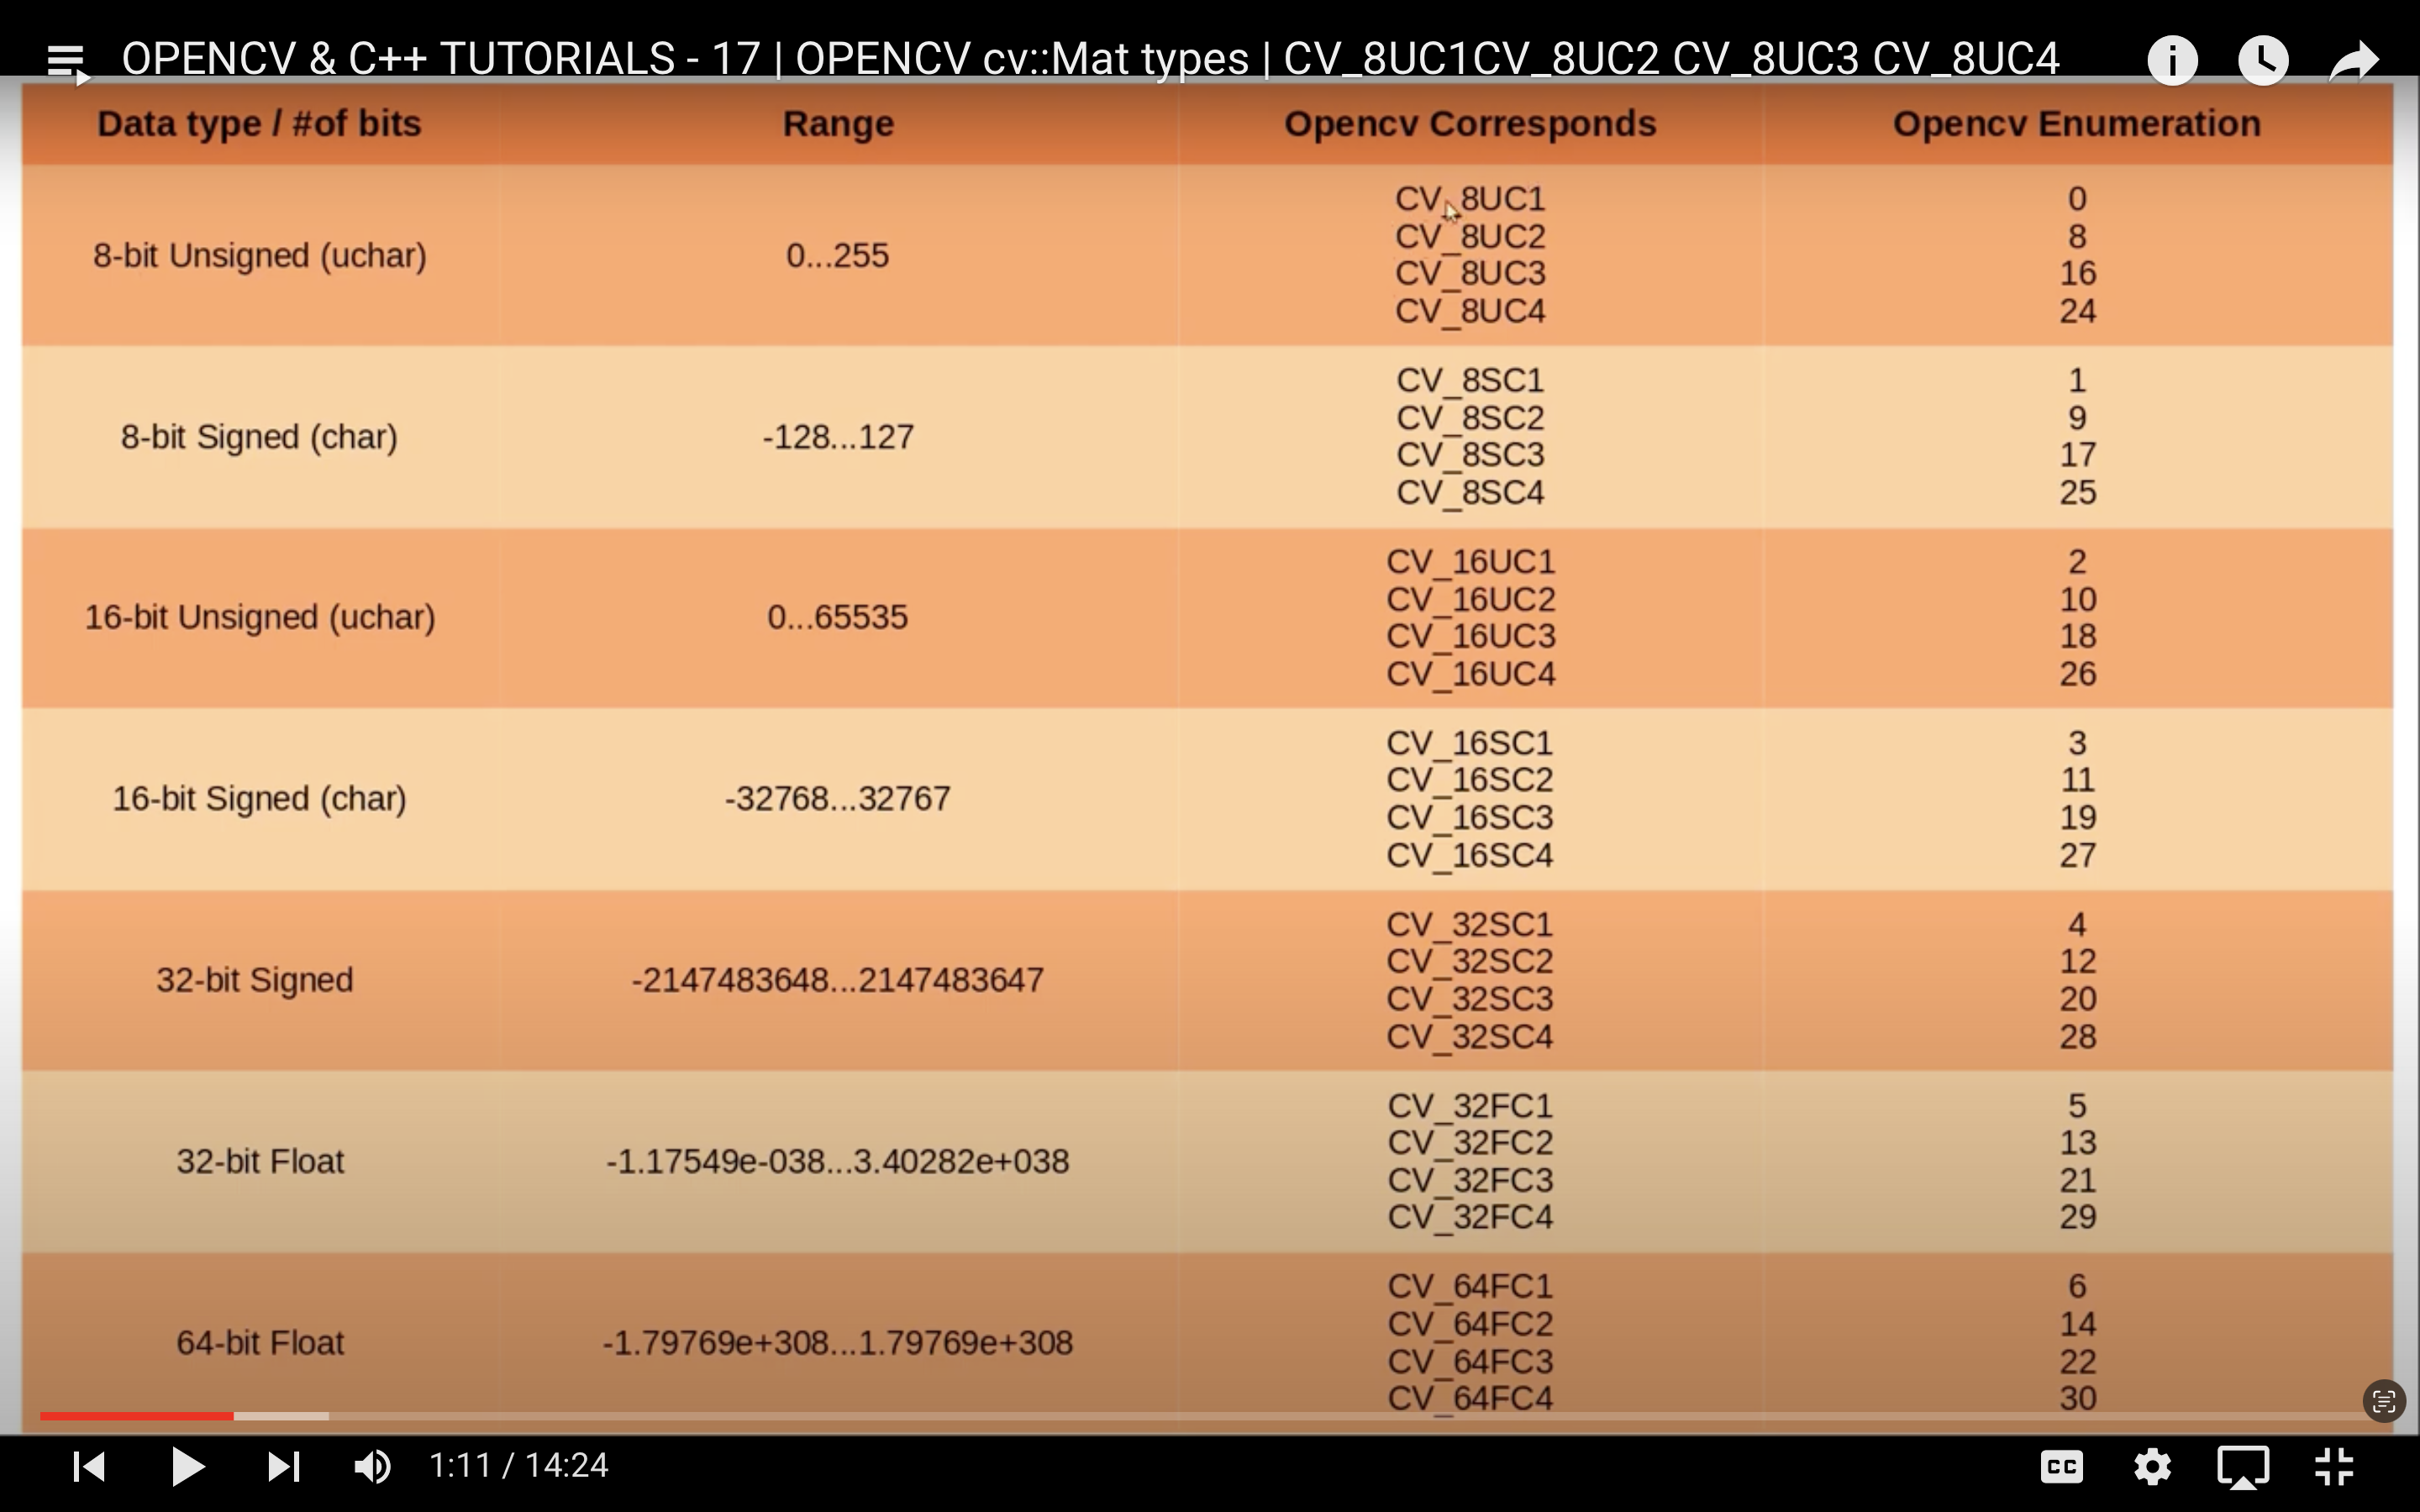 OPENCV & C++ TUTORIALS - 17 | OPENCV cv::Mat types | CV_8UC1CV_8UC2 CV_8UC3 CV_8UC4
Data type / #of bits Range Opencv Corresponds Opencv Enumeration
8-bit Unsigned (uchar) 0...255
CV_8UC1 0
CV_8UC2 8
CV_8UC3 16
CV_8UC4 24
8-bit Signed (char) -128...127
CV_8SC1 1
CV_8SC2 9
CV_8SC3 17
CV_8SC4 25
16-bit Unsigned (uchar) 0...65535
CV_16UC1 2
CV_16UC2 10
CV_16UC3 18
CV_16UC4 26
16-bit Signed (char) -32768...32767
CV_16SC1 3
CV_16SC2 11
CV_16SC3 19
CV_16SC4 27
32-bit Signed -2147483648...2147483647
CV_32SC1 4
CV_32SC2 12
CV_32SC3 20
CV_32SC4 28
32-bit Float -1.17549e-038...3.40282e+038
CV_32FC1 5
CV_32FC2 13
CV_32FC3 21
CV_32FC4 29
64-bit Float -1.79769e+308...1.79769e+308
CV_64FC1 6
CV_64FC2 14
CV_64FC3 22
CV_64FC4 30
1:11 / 14:24
CC